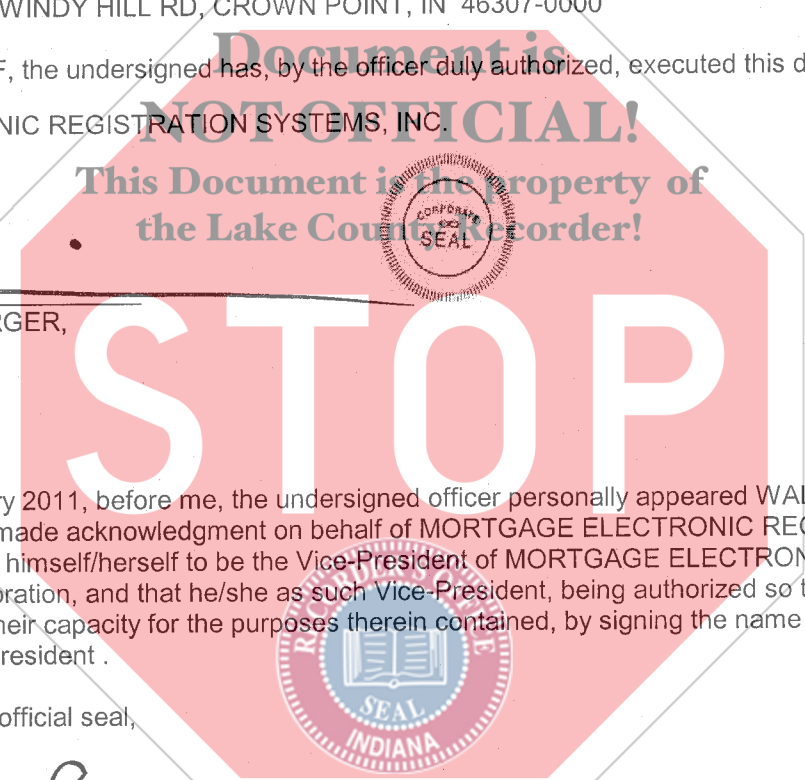 WINDY HILL RD, CROWN POINT, IN 46307-0000
Document is
F, the undersigned has, by the officer duly authorized, executed this d
NOT OFFICIAL!
NIC REGISTRATION SYSTEMS, INC.
This Document is the property of
the Lake County Recorder!
CORPORATE
SEAL
RGER,
STOP
ry 2011, before me, the undersigned officer personally appeared WAL
made acknowledgment on behalf of MORTGAGE ELECTRONIC REG
himself/herself to be the Vice-President of MORTGAGE ELECTRON
oration, and that he/she as such Vice-President, being authorized so t
heir capacity for the purposes therein contained, by signing the name
resident .
RECORDER'S OFFICE
SEAL
INDIANA
official seal,